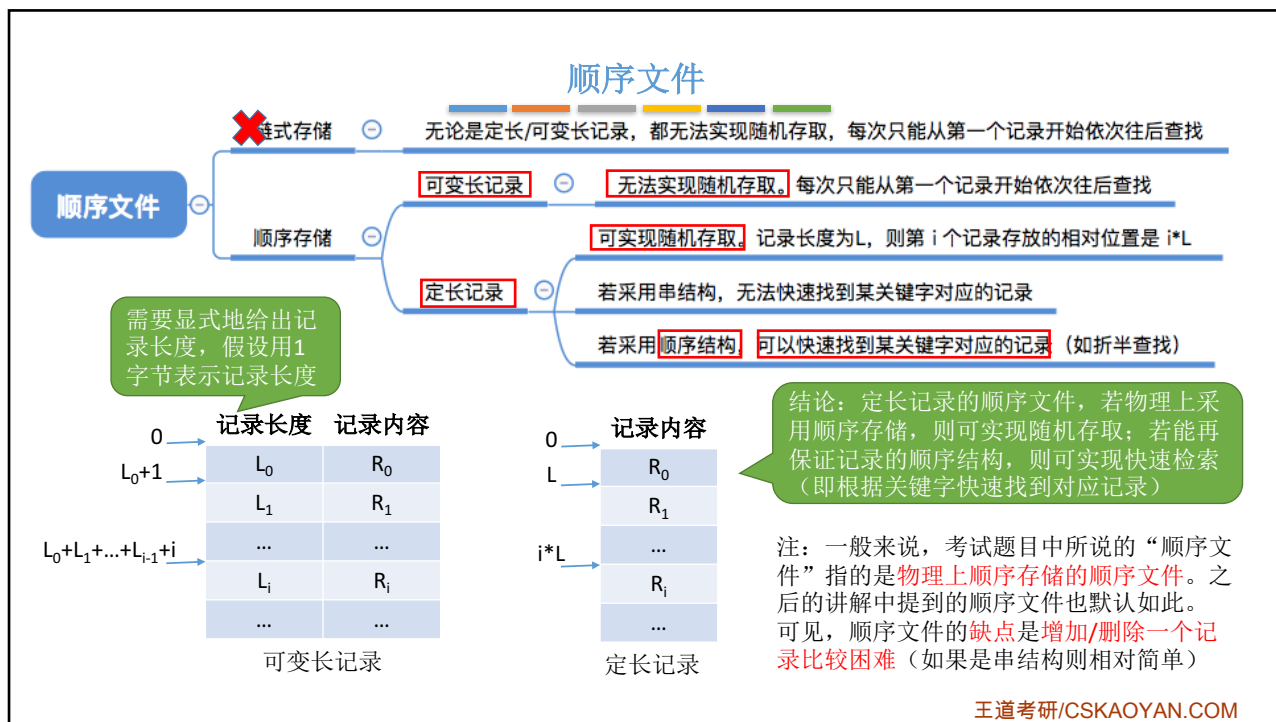 顺序文件
链式存储
无论是定长/可变长记录，都无法实现随机存取，每次只能从第一个记录开始依次往后查找
可变长记录
无法实现随机存取。每次只能从第一个记录开始依次往后查找
顺序文件
顺序存储
可实现随机存取。记录长度为L，则第 i 个记录存放的相对位置是 i*L
定长记录
若采用串结构，无法快速找到某关键字对应的记录
若采用顺序结构，可以快速找到某关键字对应的记录（如折半查找）
需要显式地给出记
录长度，假设用1
字节表示记录长度
记录长度 记录内容
0
L0 R0
L0+1
L1 R1
... ...
L0+L1+...+Li-1+i
Li Ri
... ...
可变长记录
记录内容
0
R0
L
R1
...
i*L
Ri
...
定长记录
结论：定长记录的顺序文件，若物理上采
用顺序存储，则可实现随机存取；若能再
保证记录的顺序结构，则可实现快速检索
（即根据关键字快速找到对应记录）
注：一般来说，考试题目中所说的“顺序文
件”指的是物理上顺序存储的顺序文件。之
后的讲解中提到的顺序文件也默认如此。
可见，顺序文件的缺点是增加/删除一个记
录比较困难（如果是串结构则相对简单）
王道考研/CSKAOYAN.COM